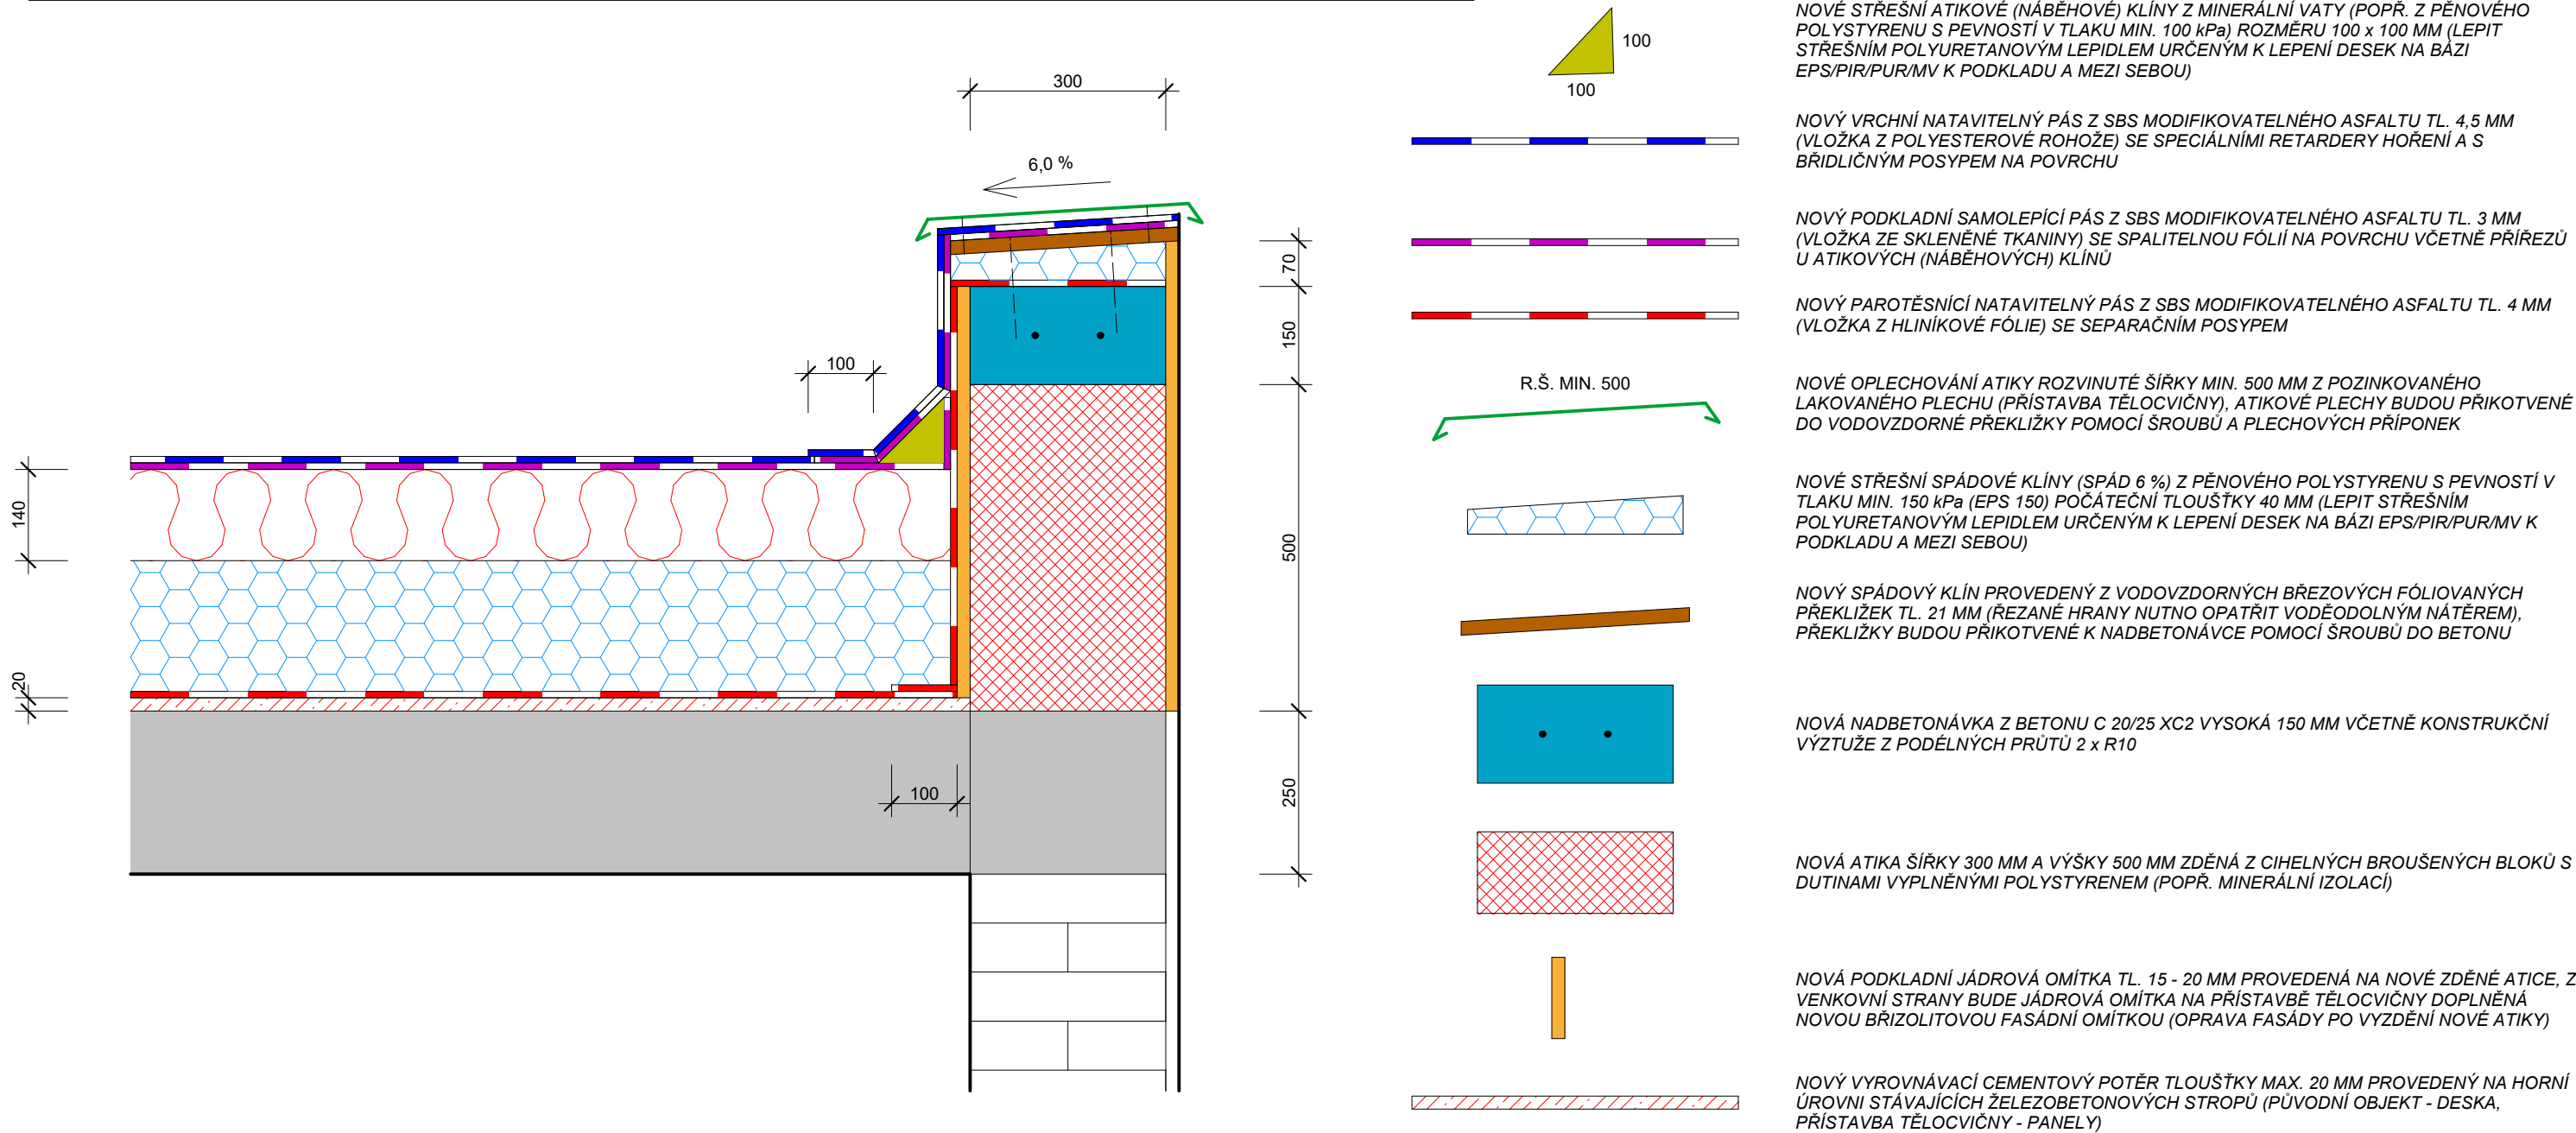 300
6,0 %
100
140
20
100
70
150
500
250
100
100
NOVÉ STŘEŠNÍ ATIKOVÉ (NÁBĚHOVÉ) KLÍNY Z MINERÁLNÍ VATY (POPŘ. Z PĚNOVÉHO
POLYSTYRENU S PEVNOSTÍ V TLAKU MIN. 100 kPa) ROZMĚRU 100 x 100 MM (LEPIT
STŘEŠNÍM POLYURETANOVÝM LEPIDLEM URČENÝM K LEPENÍ DESEK NA BÁZI
EPS/PIR/PUR/MV K PODKLADU A MEZI SEBOU)
NOVÝ VRCHNÍ NATAVITELNÝ PÁS Z SBS MODIFIKOVATELNÉHO ASFALTU TL. 4,5 MM
(VLOŽKA Z POLYESTEROVÉ ROHOŽE) SE SPECIÁLNÍMI RETARDERY HOŘENÍ A S
BŘIDLIČNÝM POSYPEM NA POVRCHU
NOVÝ PODKLADNÍ SAMOLEPÍCÍ PÁS Z SBS MODIFIKOVATELNÉHO ASFALTU TL. 3 MM
(VLOŽKA ZE SKLENĚNÉ TKANINY) SE SPALITELNOU FÓLIÍ NA POVRCHU VČETNĚ PŘÍŘEZŮ
U ATIKOVÝCH (NÁBĚHOVÝCH) KLÍNŮ
NOVÝ PAROTĚSNÍCÍ NATAVITELNÝ PÁS Z SBS MODIFIKOVATELNÉHO ASFALTU TL. 4 MM
(VLOŽKA Z HLINÍKOVÉ FÓLIE) SE SEPARAČNÍM POSYPEM
R.Š. MIN. 500
NOVÉ OPLECHOVÁNÍ ATIKY ROZVINUTÉ ŠÍŘKY MIN. 500 MM Z POZINKOVANÉHO
LAKOVANÉHO PLECHU (PŘÍSTAVBA TĚLOCVIČNY), ATIKOVÉ PLECHY BUDOU PŘIKOTVENÉ
DO VODOVZDORNÉ PŘEKLIŽKY POMOCÍ ŠROUBŮ A PLECHOVÝCH PŘÍPONEK
NOVÉ STŘEŠNÍ SPÁDOVÉ KLÍNY (SPÁD 6 %) Z PĚNOVÉHO POLYSTYRENU S PEVNOSTÍ V
TLAKU MIN. 150 kPa (EPS 150) POČÁTEČNÍ TLOUŠŤKY 40 MM (LEPIT STŘEŠNÍM
POLYURETANOVÝM LEPIDLEM URČENÝM K LEPENÍ DESEK NA BÁZI EPS/PIR/PUR/MV K
PODKLADU A MEZI SEBOU)
NOVÝ SPÁDOVÝ KLÍN PROVEDENÝ Z VODOVZDORNÝCH BŘEZOVÝCH FÓLIOVANÝCH
PŘEKLIŽEK TL. 21 MM (ŘEZANÉ HRANY NUTNO OPATŘIT VODĚODOLNÝM NÁTĚREM),
PŘEKLIŽKY BUDOU PŘIKOTVENÉ K NADBETONÁVCE POMOCÍ ŠROUBŮ DO BETONU
NOVÁ NADBETONÁVKA Z BETONU C 20/25 XC2 VYSOKÁ 150 MM VČETNĚ KONSTRUKČNÍ
VÝZTUŽE Z PODÉLNÝCH PRŮTŮ 2 x R10
NOVÁ ATIKA ŠÍŘKY 300 MM A VÝŠKY 500 MM ZDĚNÁ Z CIHELNÝCH BROUŠENÝCH BLOKŮ S
DUTINAMI VYPLNĚNÝMI POLYSTYRENEM (POPŘ. MINERÁLNÍ IZOLACÍ)
NOVÁ PODKLADNÍ JÁDROVÁ OMÍTKA TL. 15 - 20 MM PROVEDENÁ NA NOVÉ ZDĚNÉ ATICE, Z
VENKOVNÍ STRANY BUDE JÁDROVÁ OMÍTKA NA PŘÍSTAVBĚ TĚLOCVIČNY DOPLNĚNÁ
NOVOU BŘIZOLITOVOU FASÁDNÍ OMÍTKOU (OPRAVA FASÁDY PO VYZDĚNÍ NOVÉ ATIKY)
NOVÝ VYROVNÁVACÍ CEMENTOVÝ POTĚR TLOUŠŤKY MAX. 20 MM PROVEDENÝ NA HORNÍ
ÚROVNI STÁVAJÍCÍCH ŽELEZOBETONOVÝCH STROPŮ (PŮVODNÍ OBJEKT - DESKA,
PŘÍSTAVBA TĚLOCVIČNY - PANELY)